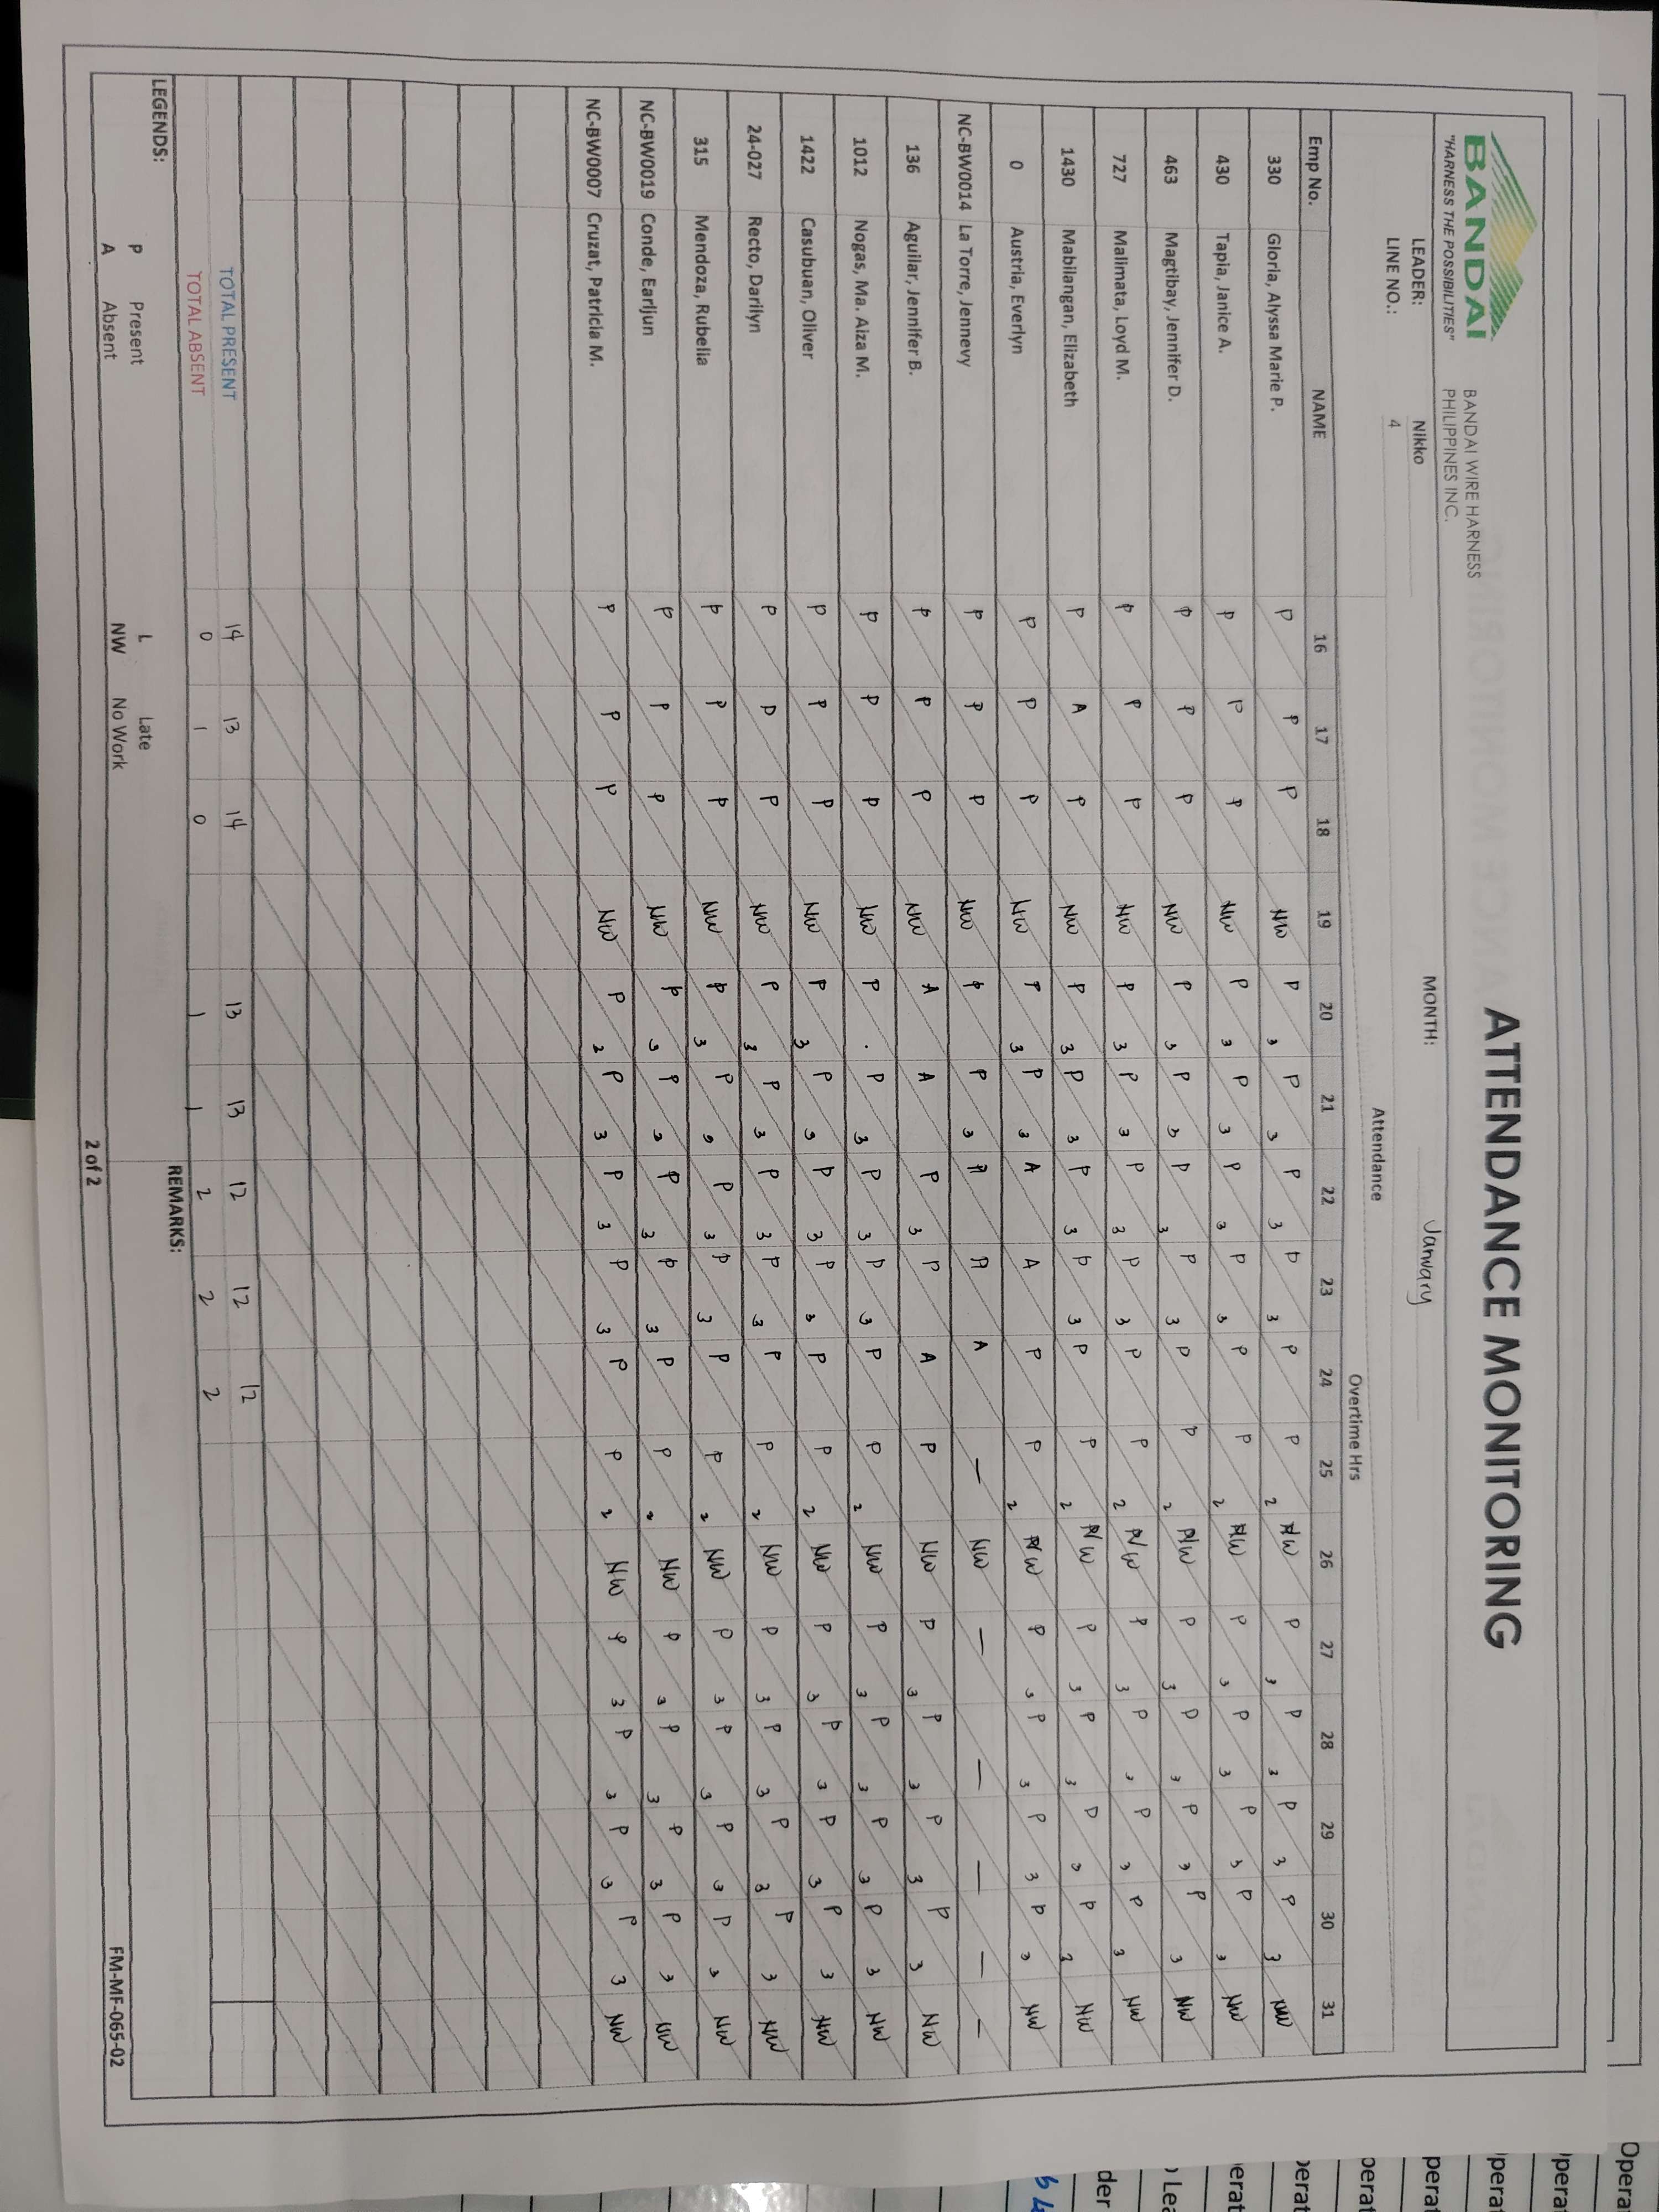 BANDAI
"HARNESS THE POSSIBILITIES"
BANDAI WIRE HARNESS
PHILIPPINES INC.
ATTENDANCE MONITORING
LEADER: Nikko MONTH: January
LINE NO.: 4
Attendance
Overtime Hrs
Emp No. NAME 16 17 18 19 20 21 22 23 24 25 26 27 28 29 30 31
330 Gloria, Alyssa Marie P. P P P NW P 3 P 3 P 3 P 3 P P 2 NW P 3 P 3 P 3 P 3 NW
430 Tapia, Janice A. P P P NW P 3 P 3 P 3 P 3 P P 2 NW P 3 P 3 P 3 P 3 NW
463 Magtibay, Jennifer D. P P P NW P 3 P 3 P 3 P 3 P P 2 NW P 3 P 3 P 3 P 3 NW
727 Malimata, Loyd M. P P P NW P 3 P 3 P 3 P 3 P P 2 NW P 3 P 3 P 3 P 3 NW
1430 Mabilangan, Elizabeth P A P NW P 3 P 3 P 3 P 3 P P 2 NW P 3 P 3 P 3 P NW
0 Austria, Everlyn P P P NW P 3 P 3 A A P P 2 NW P 3 P 3 P 3 P 3 NW
NC-BW0014 La Torre, Jennevy P P P NW P P 3 A A A — NW — — — — —
136 Aguilar, Jennifer B. P P P NW A A P 3 P A P NW P 3 P 3 P 3 P 3 NW
1012 Nogas, Ma. Aiza M. P P P NW P P 3 P 3 P 3 P P 2 NW P 3 P 3 P 3 P 3 NW
1422 Casubuan, Oliver P P P NW P 3 P 3 P 3 P 3 P P 2 NW P 3 P 3 P 3 P 3 NW
24-027 Recto, Darilyn P P P NW P 3 P 3 P 3 P 3 P P 2 NW P 3 P 3 P 3 P 3 NW
315 Mendoza, Rubelia P P P NW P 3 P 3 P 3 P 3 P P 2 NW P 3 P 3 P 3 P 3 NW
NC-BW0019 Conde, Earljun P P P NW P 3 P 3 P 3 P 3 P P 2 NW P 3 P 3 P 3 P 3 NW
NC-BW0007 Cruzat, Patricia M. P P P NW P 2 P 3 P 3 P 3 P P 2 NW P 3 P 3 P 3 P 3 NW
TOTAL PRESENT 14 13 14 13 13 12 12 12
TOTAL ABSENT 0 1 0 1 1 2 2 2
LEGENDS: P Present L Late REMARKS:
A Absent NW No Work
2 of 2 FM-MF-065-02